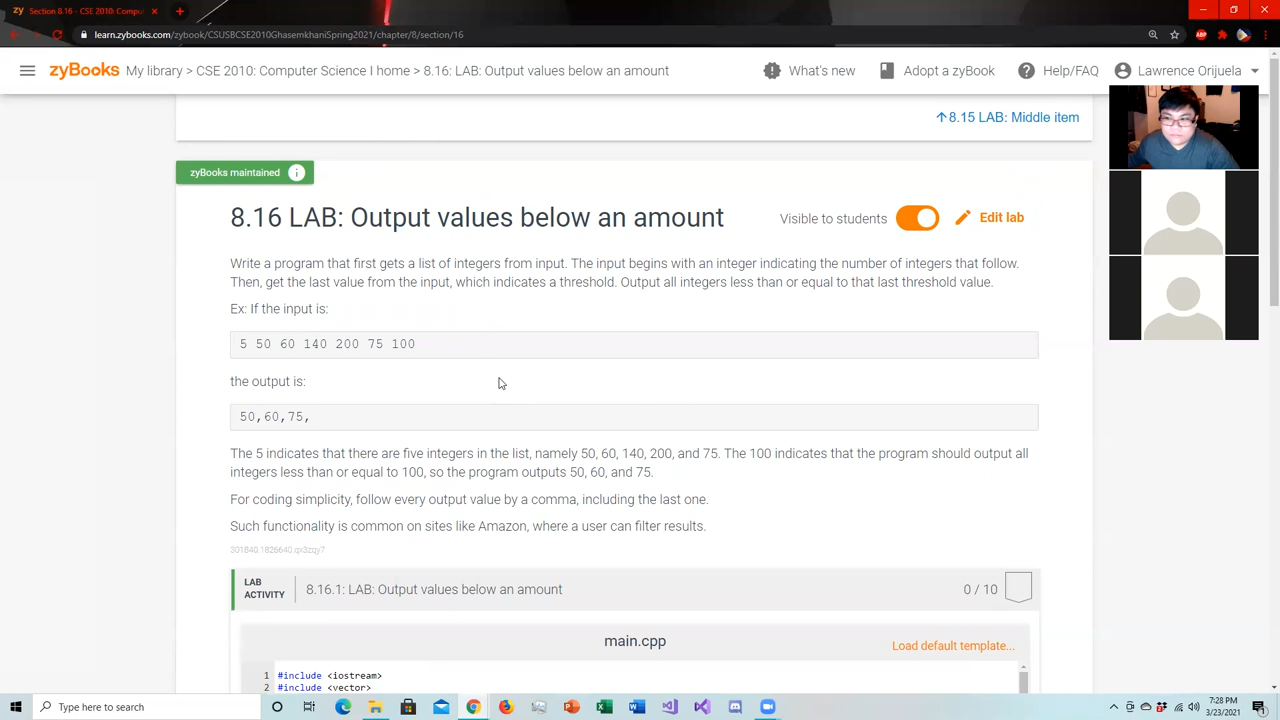 zy Section 8.16 - CSE 2010: Comput
learn.zybooks.com/zybook/CSUSBCSE2010GhasemkhaniSpring2021/chapter/8/section/16
zyBooks My library > CSE 2010: Computer Science I home > 8.16: LAB: Output values below an amount What's new Adopt a zyBook Help/FAQ Lawrence Orijuela
8.15 LAB: Middle item
zyBooks maintained i
8.16 LAB: Output values below an amount Visible to students Edit lab
Write a program that first gets a list of integers from input. The input begins with an integer indicating the number of integers that follow.
Then, get the last value from the input, which indicates a threshold. Output all integers less than or equal to that last threshold value.
Ex: If the input is:
5 50 60 140 200 75 100
the output is:
50,60,75,
The 5 indicates that there are five integers in the list, namely 50, 60, 140, 200, and 75. The 100 indicates that the program should output all
integers less than or equal to 100, so the program outputs 50, 60, and 75.
For coding simplicity, follow every output value by a comma, including the last one.
Such functionality is common on sites like Amazon, where a user can filter results.
301840.1826640.qx3zqy7
LAB
ACTIVITY
8.16.1: LAB: Output values below an amount 0 / 10
main.cpp
Load default template...
1 #include <iostream>
2 #include <vector>
Type here to search
7:28 PM
3/23/2021